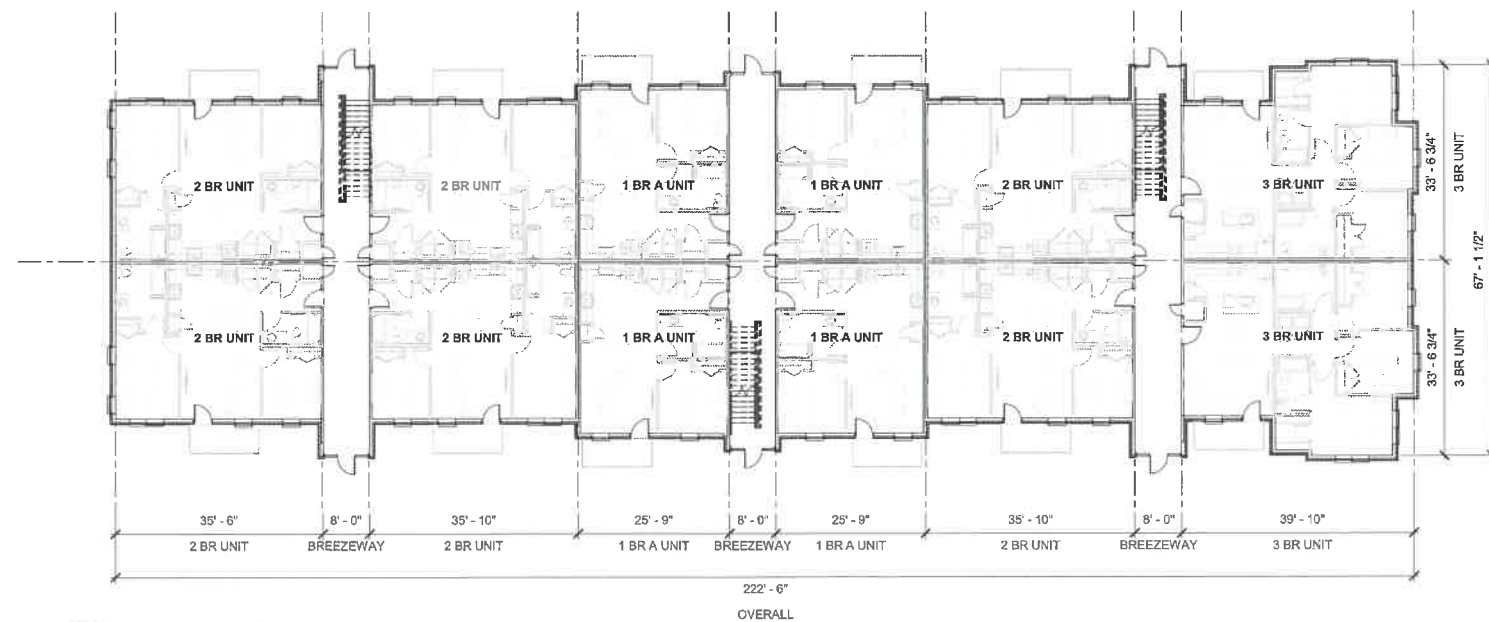 2 BR UNIT 2 BR UNIT 1 BR A UNIT 1 BR A UNIT 2 BR UNIT 3 BR UNIT
33' - 6 3/4"
3 BR UNIT
67' - 1 1/2"
2 BR UNIT 2 BR UNIT 1 BR A UNIT 1 BR A UNIT 2 BR UNIT 3 BR UNIT
33' - 6 3/4"
3 BR UNIT
35' - 6" 8' - 0" 35' - 10" 25' - 9" 8' - 0" 25' - 9" 35' - 10" 8' - 0" 39' - 10"
2 BR UNIT BREEZEWAY 2 BR UNIT 1 BR A UNIT BREEZEWAY 1 BR A UNIT 2 BR UNIT BREEZEWAY 3 BR UNIT
222' - 6"
OVERALL